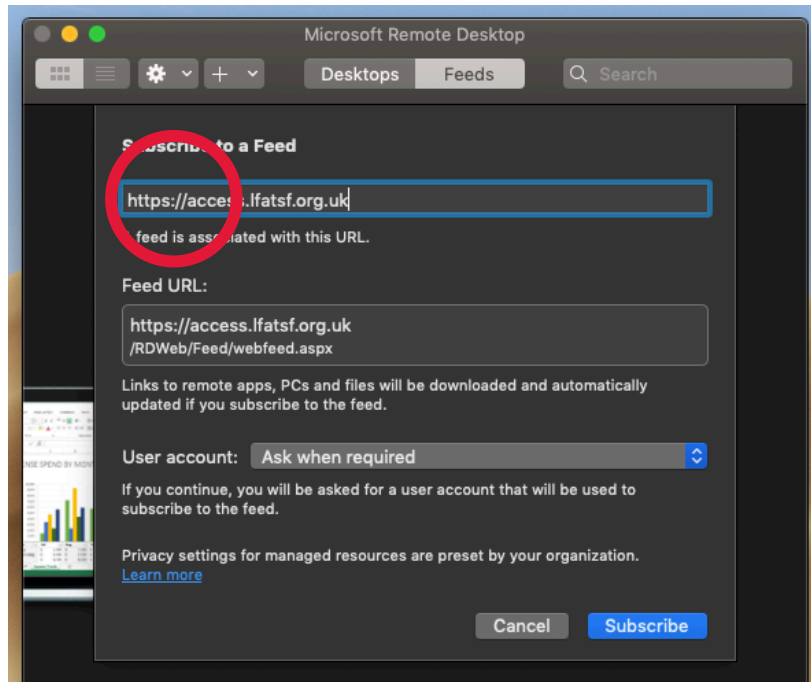 Microsoft Remote Desktop
Desktops Feeds Search
Subscribe to a Feed
https://access.lfatsf.org.uk
A feed is associated with this URL.
Feed URL:
https://access.lfatsf.org.uk
/RDWeb/Feed/webfeed.aspx
Links to remote apps, PCs and files will be downloaded and automatically
updated if you subscribe to the feed.
User account: Ask when required
If you continue, you will be asked for a user account that will be used to
subscribe to the feed.
Privacy settings for managed resources are preset by your organization.
Learn more
Cancel Subscribe